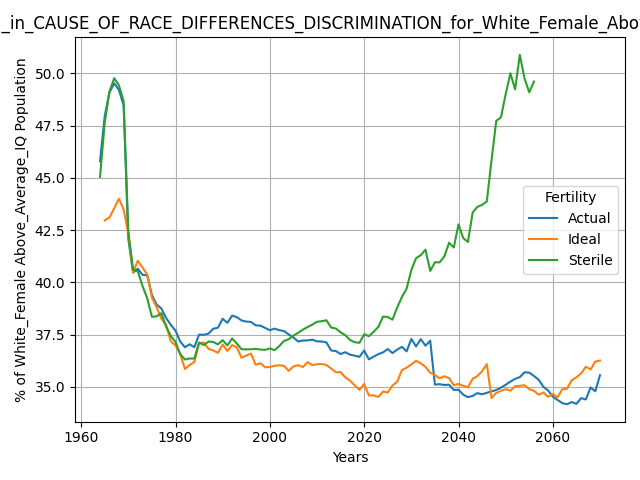 _in_CAUSE_OF_RACE_DIFFERENCES_DISCRIMINATION_for_White_Female_Abo
% of White_Female Above_Average_IQ Population
50.0
47.5
45.0
42.5
40.0
37.5
35.0
Fertility
Actual
Ideal
Sterile
1960 1980 2000 2020 2040 2060
Years